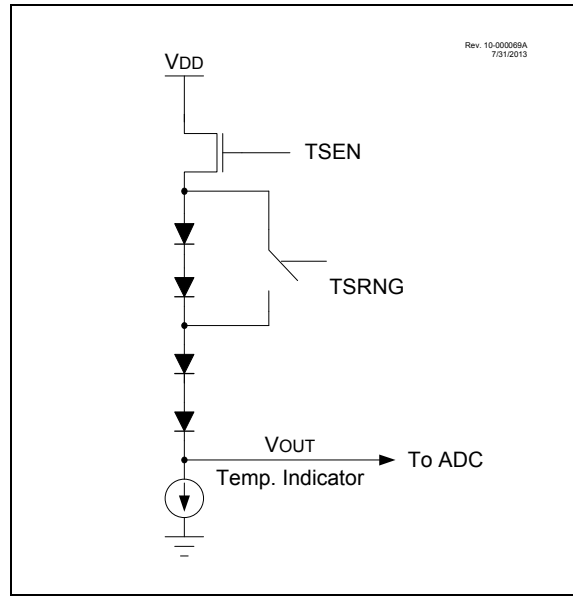 Rev. 10-000069A
7/31/2013
VDD
TSEN
TSRNG
VOUT
To ADC
Temp. Indicator